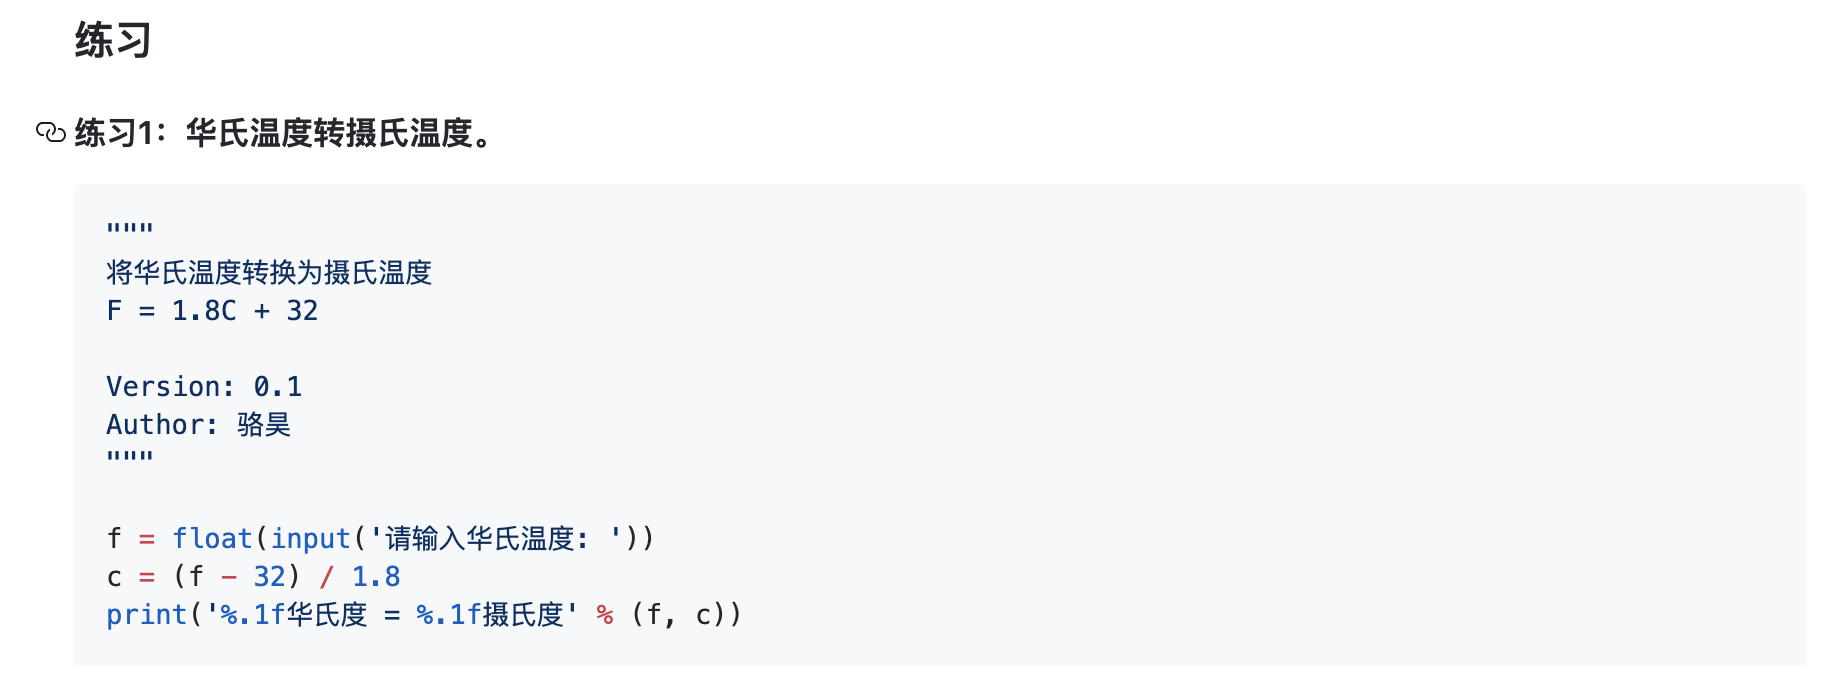 练习
练习1：华氏温度转摄氏温度。
"""
将华氏温度转换为摄氏温度
F = 1.8C + 32
Version: 0.1
Author: 骆昊
"""
f = float(input('请输入华氏温度: '))
c = (f - 32) / 1.8
print('%.1f华氏度 = %.1f摄氏度' % (f, c))